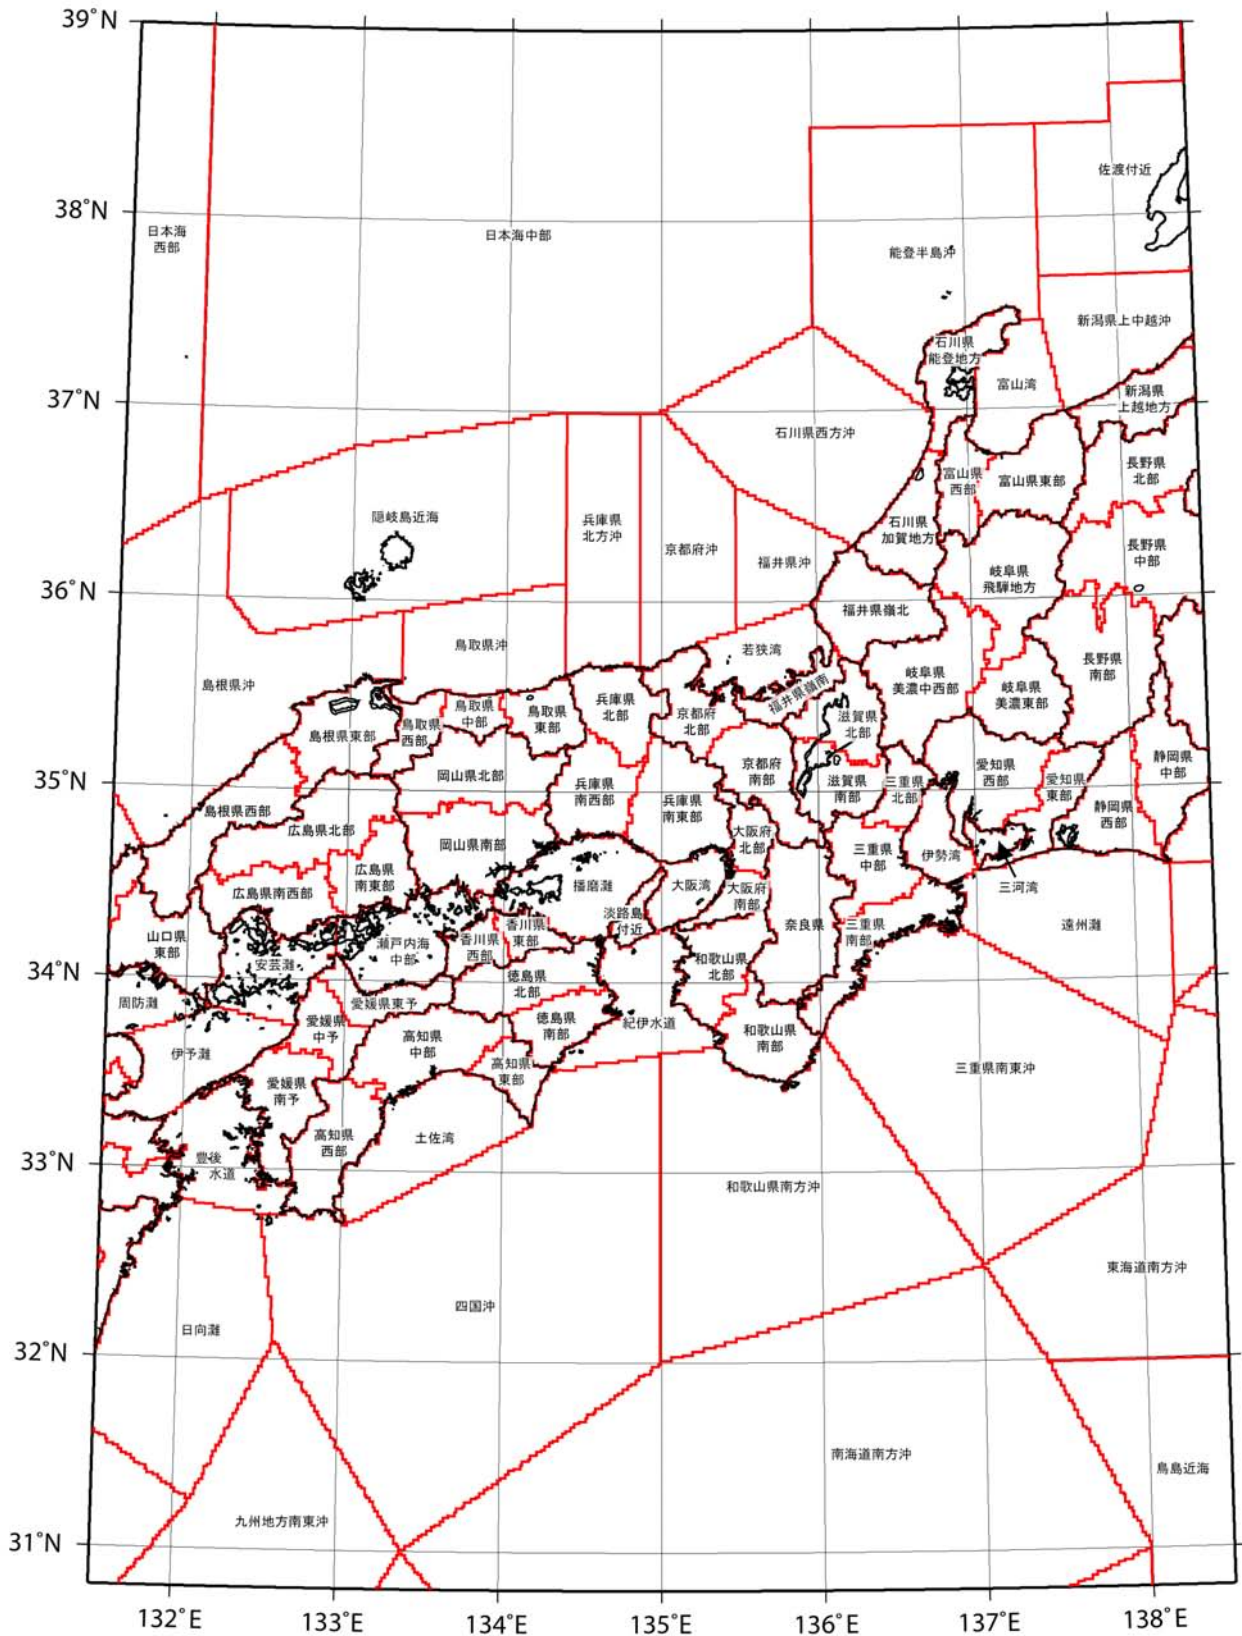 39°N
佐渡付近
38°N
日本海
西部
日本海中部
能登半島沖
新潟県上中越沖
石川県
能登地方
富山湾
新潟県
上越地方
37°N
石川県西方沖
富山県
西部
富山県東部
長野県
北部
隠岐島近海
兵庫県
北方沖
京都府沖
福井県沖
石川県
加賀地方
長野県
中部
岐阜県
飛騨地方
36°N
福井県嶺北
鳥取県沖
若狭湾
長野県
南部
島根県沖
福井県嶺南
岐阜県
美濃中西部
岐阜県
美濃東部
島根県東部
鳥取県
西部
鳥取県
中部
鳥取県
東部
兵庫県
北部
京都府
北部
滋賀県
北部
35°N
岡山県北部
兵庫県
南西部
京都府
南部
滋賀県
南部
三重県
北部
愛知県
西部
愛知県
東部
静岡県
中部
島根県西部
広島県北部
兵庫県
南東部
静岡県
西部
岡山県南部
大阪府
北部
三重県
中部
伊勢湾
広島県南西部
広島県
南東部
播磨灘
大阪湾
大阪府
南部
三河湾
淡路島
付近
奈良県
三重県
南部
遠州灘
山口県
東部
安芸灘
瀬戸内海
中部
香川県
西部
香川県
東部
34°N
和歌山県
北部
徳島県
北部
周防灘
愛媛県東予
愛媛県
中予
高知県
中部
徳島県
南部
紀伊水道
和歌山県
南部
伊予灘
高知県
東部
三重県南東沖
愛媛県
南予
33°N
豊後
水道
高知県
西部
土佐湾
和歌山県南方沖
東海道南方沖
四国沖
日向灘
32°N
南海道南方沖
鳥島近海
九州地方南東沖
31°N
132°E
133°E
134°E
135°E
136°E
137°E
138°E